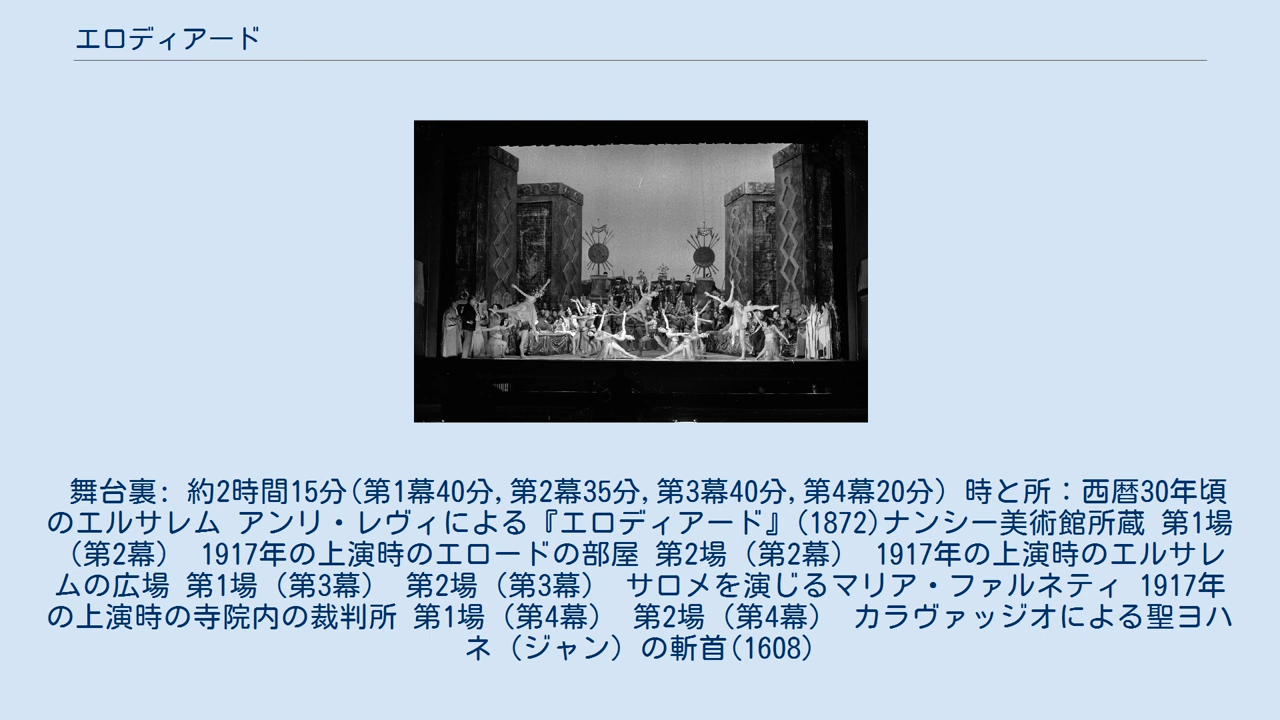 エロディアード
舞台裏: 約2時間15分(第1幕40分,第2幕35分,第3幕40分,第4幕20分) 時と所：西暦30年頃
のエルサレム アンリ・レヴィによる『エロディアード』(1872)ナンシー美術館所蔵 第1場
（第2幕） 1917年の上演時のエロードの部屋 第2場（第2幕） 1917年の上演時のエルサレ
ムの広場 第1場（第3幕） 第2場（第3幕） サロメを演じるマリア・ファルネティ 1917年
の上演時の寺院内の裁判所 第1場（第4幕） 第2場（第4幕） カラヴァッジオによる聖ヨハ
ネ（ジャン）の斬首(1608)